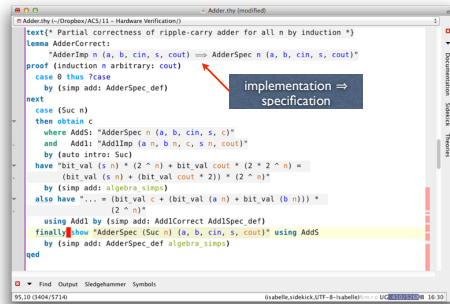 Adder.thy (modified)
Adder.thy (~/Dropbox/ACS/11 – Hardware Verification/)
text{* Partial correctness of ripple-carry adder for all n by induction *}
lemma AdderCorrect:
"AdderImp n (a, b, cin, s, cout) ⟹ AdderSpec n (a, b, cin, s, cout)"
proof (induction n arbitrary: cout)
case 0 thus ?case
by (simp add: AdderSpec_def)
next
case (Suc n)
then obtain c
where AddS: "AdderSpec n (a, b, cin, s, c)"
and Add1: "Add1Imp (a n, b n, c, s n, cout)"
by (auto intro: Suc)
have "bit_val (s n) * (2 ^ n) + bit_val cout * (2 * 2 ^ n) =
(bit_val (s n) + bit_val (cout * 2)) * (2 ^ n)"
by (simp add: algebra_simps)
also have "... = (bit_val c + (bit_val (a n) + bit_val (b n))) *
(2 ^ n)"
using Add1 by (simp add: Add1Correct Add1Spec_def)
finally show "AdderSpec (Suc n) (a, b, cin, s, cout)" using AddS
by (simp add: AdderSpec_def algebra_simps)
qed
implementation ⇒
specification
Documentation
Sidekick
Theories
Find Output Sledgehammer Symbols
95,10 (3404/5714)
(isabelle,sidekick,UTF-8-Isabelle)
16:30